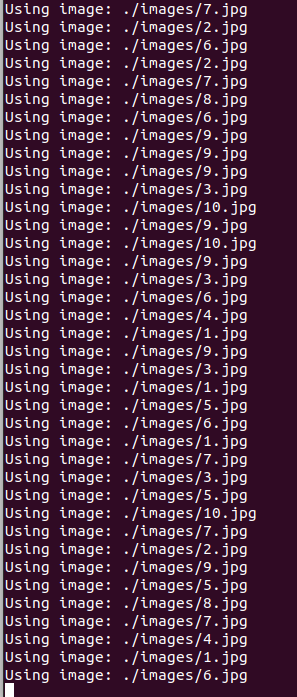 Using image: ./images/7.jpg
Using image: ./images/2.jpg
Using image: ./images/6.jpg
Using image: ./images/2.jpg
Using image: ./images/7.jpg
Using image: ./images/8.jpg
Using image: ./images/6.jpg
Using image: ./images/9.jpg
Using image: ./images/9.jpg
Using image: ./images/9.jpg
Using image: ./images/3.jpg
Using image: ./images/10.jpg
Using image: ./images/9.jpg
Using image: ./images/10.jpg
Using image: ./images/9.jpg
Using image: ./images/3.jpg
Using image: ./images/6.jpg
Using image: ./images/4.jpg
Using image: ./images/1.jpg
Using image: ./images/9.jpg
Using image: ./images/3.jpg
Using image: ./images/1.jpg
Using image: ./images/5.jpg
Using image: ./images/6.jpg
Using image: ./images/1.jpg
Using image: ./images/7.jpg
Using image: ./images/3.jpg
Using image: ./images/5.jpg
Using image: ./images/10.jpg
Using image: ./images/7.jpg
Using image: ./images/2.jpg
Using image: ./images/9.jpg
Using image: ./images/5.jpg
Using image: ./images/8.jpg
Using image: ./images/7.jpg
Using image: ./images/4.jpg
Using image: ./images/1.jpg
Using image: ./images/6.jpg